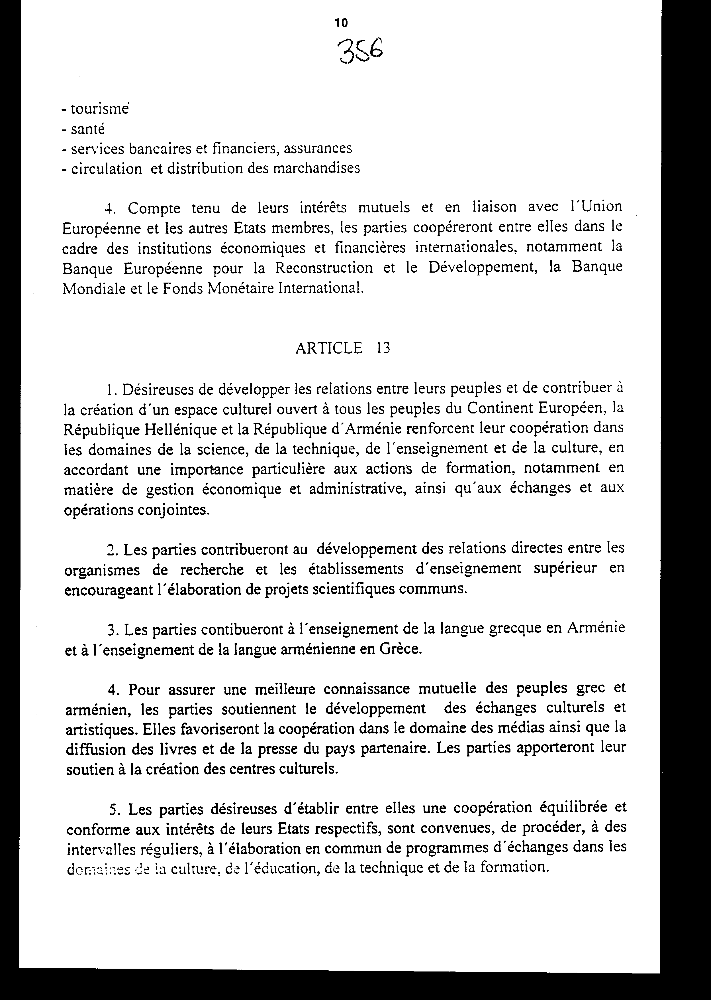 10
356
- tourisme
- santé
- services bancaires et financiers, assurances
- circulation et distribution des marchandises
4. Compte tenu de leurs intérêts mutuels et en liaison avec l´Union
Européenne et les autres Etats membres, les parties coopéreront entre elles dans le
cadre des institutions économiques et financières internationales, notamment la
Banque Européenne pour la Reconstruction et le Développement, la Banque
Mondiale et le Fonds Monétaire International.
ARTICLE 13
1. Désireuses de développer les relations entre leurs peuples et de contribuer à
la création d´un espace culturel ouvert à tous les peuples du Continent Européen, la
République Hellénique et la République d´Arménie renforcent leur coopération dans
les domaines de la science, de la technique, de l´enseignement et de la culture, en
accordant une importance particulière aux actions de formation, notamment en
matière de gestion économique et administrative, ainsi qu´aux échanges et aux
opérations conjointes.
2. Les parties contribueront au développement des relations directes entre les
organismes de recherche et les établissements d´enseignement supérieur en
encourageant l´élaboration de projets scientifiques communs.
3. Les parties contibueront à l´enseignement de la langue grecque en Arménie
et à l´enseignement de la langue arménienne en Grèce.
4. Pour assurer une meilleure connaissance mutuelle des peuples grec et
arménien, les parties soutiennent le développement des échanges culturels et
artistiques. Elles favoriseront la coopération dans le domaine des médias ainsi que la
diffusion des livres et de la presse du pays partenaire. Les parties apporteront leur
soutien à la création des centres culturels.
5. Les parties désireuses d´établir entre elles une coopération équilibrée et
conforme aux intérêts de leurs Etats respectifs, sont convenues, de procéder, à des
intervalles réguliers, à l´élaboration en commun de programmes d´échanges dans les
domaines de la culture, de l´éducation, de la technique et de la formation.